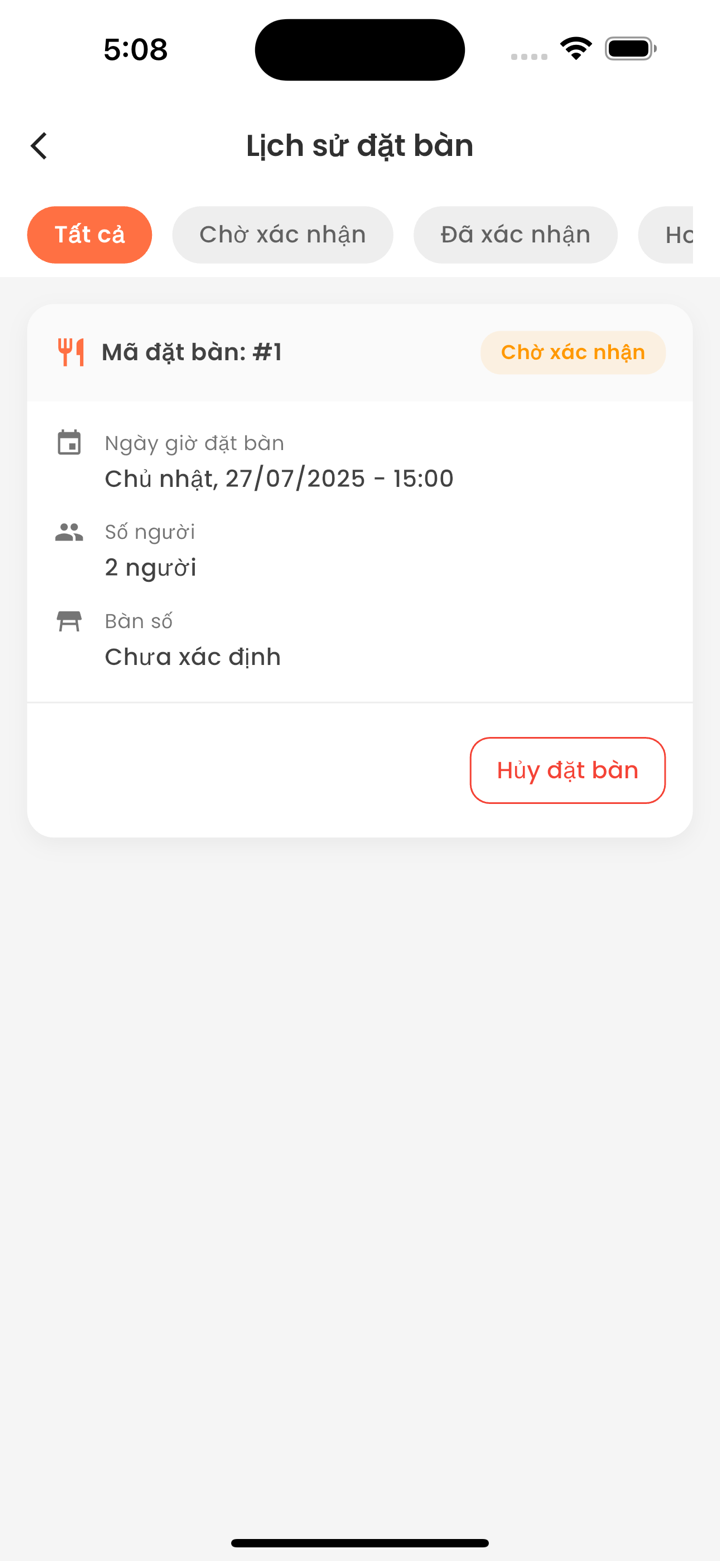 5:08
Lịch sử đặt bàn
Tất cả
Chờ xác nhận
Đã xác nhận
Mã đặt bàn: #1
Chờ xác nhận
Ngày giờ đặt bàn
Chủ nhật, 27/07/2025 - 15:00
Số người
2 người
Bàn số
Chưa xác định
Hủy đặt bàn